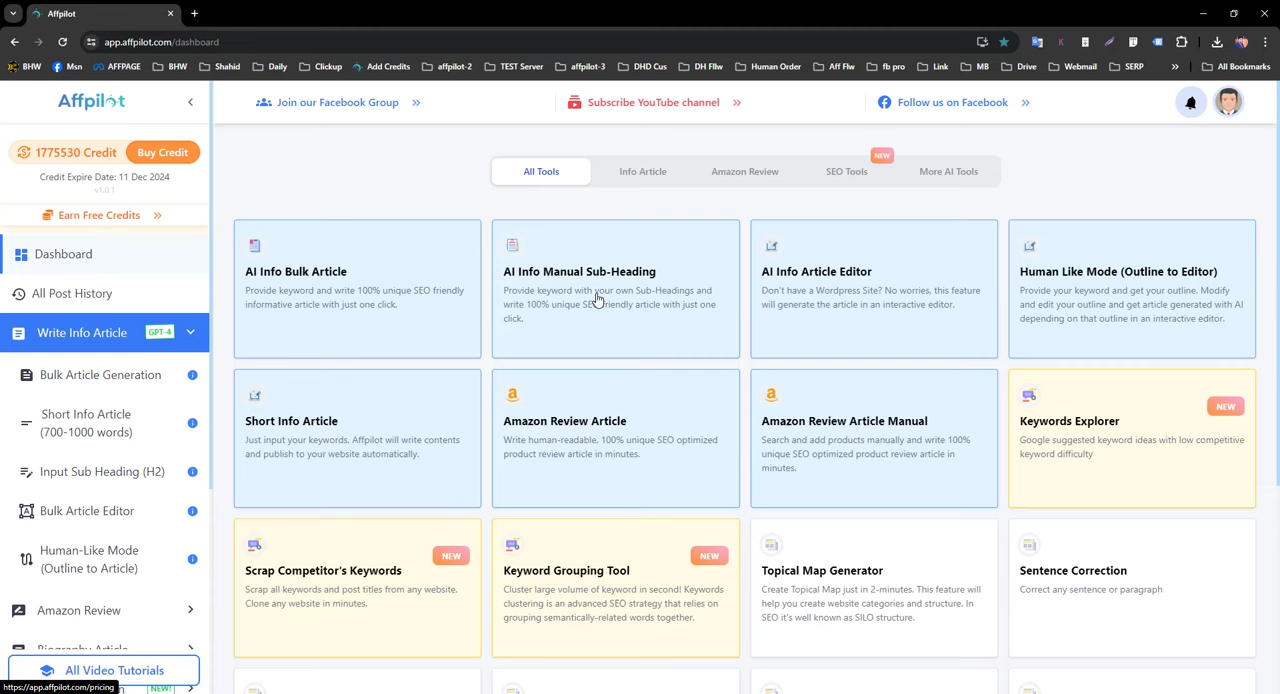 Affpilot
app.affpilot.com/dashboard
BHW
Msn
AFFPAGE
BHW
Shahid
Daily
Clickup
Add Credits
affpilot-2
TEST Server
affpilot-3
DHD Cus
DH Fllw
Human Order
Aff Flw
fb pro
Link
MB
Drive
Webmail
SERP
All Bookmarks
Affpilot
Join our Facebook Group
Subscribe YouTube channel
Follow us on Facebook
1775530 Credit
Buy Credit
Credit Expire Date: 11 Dec 2024
v1.0.1
Earn Free Credits
Dashboard
All Post History
Write Info Article
GPT-4
Bulk Article Generation
Short Info Article
(700-1000 words)
Input Sub Heading (H2)
Bulk Article Editor
Human-Like Mode
(Outline to Article)
Amazon Review
Biography Article
All Video Tutorials
NEW!
https://app.affpilot.com/pricing
All Tools
Info Article
Amazon Review
SEO Tools
NEW
More AI Tools
AI Info Bulk Article
Provide keyword and write 100% unique SEO friendly
informative article with just one click.
AI Info Manual Sub-Heading
Provide keyword with your own Sub-Headings and
write 100% unique SEO friendly article with just one
click.
AI Info Article Editor
Don't have a Wordpress Site? No worries, this feature
will generate the article in an interactive editor.
Human Like Mode (Outline to Editor)
Provide your keyword and get your outline. Modify
and edit your outline and get article generated with AI
depending on that outline in an interactive editor.
Short Info Article
Just input your keywords, Affpilot will write contents
and publish to your website automatically.
Amazon Review Article
Write human-readable, 100% unique SEO optimized
product review article in minutes.
Amazon Review Article Manual
Search and add products manually and write 100%
unique SEO optimized product review article in
minutes.
NEW
Keywords Explorer
Google suggested keyword ideas with low competitive
keyword difficulty
NEW
Scrap Competitor's Keywords
Scrap all keywords and post titles from any website.
Clone any website in minutes.
NEW
Keyword Grouping Tool
Cluster large volume of keyword in second! Keywords
clustering is an advanced SEO strategy that relies on
grouping semantically-related words together.
Topical Map Generator
Create Topical Map just in 2-minutes. This feature will
help you create website categories and structure. In
SEO it's well known as SILO structure.
Sentence Correction
Correct any sentence or paragraph